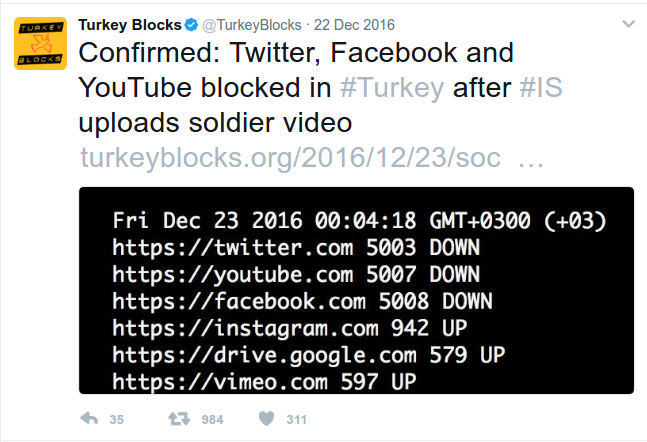 TURKEY
BLOCKS
Turkey Blocks @TurkeyBlocks · 22 Dec 2016
Confirmed: Twitter, Facebook and
YouTube blocked in #Turkey after #IS
uploads soldier video
turkeyblocks.org/2016/12/23/soc …
Fri Dec 23 2016 00:04:18 GMT+0300 (+03)
https://twitter.com 5003 DOWN
https://youtube.com 5007 DOWN
https://facebook.com 5008 DOWN
https://instagram.com 942 UP
https://drive.google.com 579 UP
https://vimeo.com 597 UP
35 984 311